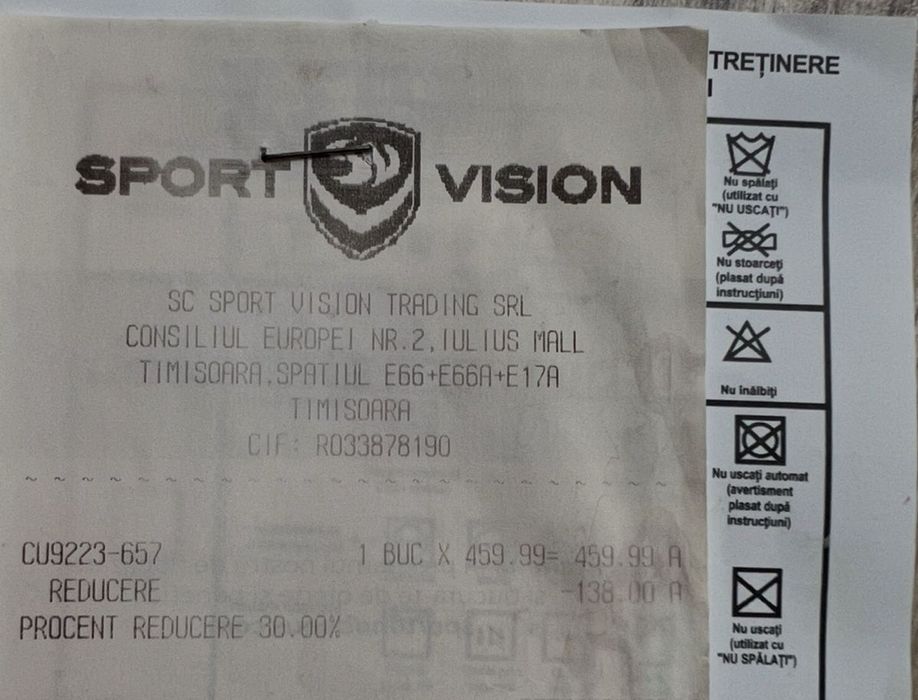 SPORT VISION
SC SPORT VISION TRADING SRL
CONSILIUL EUROPEI NR.2,IULIUS MALL
TIMISOARA,SPATIUL E66+E66A+E17A
TIMISOARA
CIF: RO33878190
CU9223-657 1 BUC X 459.99= 459.99 A
REDUCERE -138.00 A
PROCENT REDUCERE 30.00%
TREȚINERE
I
Nu spălați
(utilizat cu
"NU USCAȚI")
Nu stoarceți
(plasat după
instrucțiuni)
Nu înălbiți
Nu uscați automat
(avertisment
plasat după
instrucțiuni)
Nu uscați
(utilizat cu
"NU SPĂLAȚI")